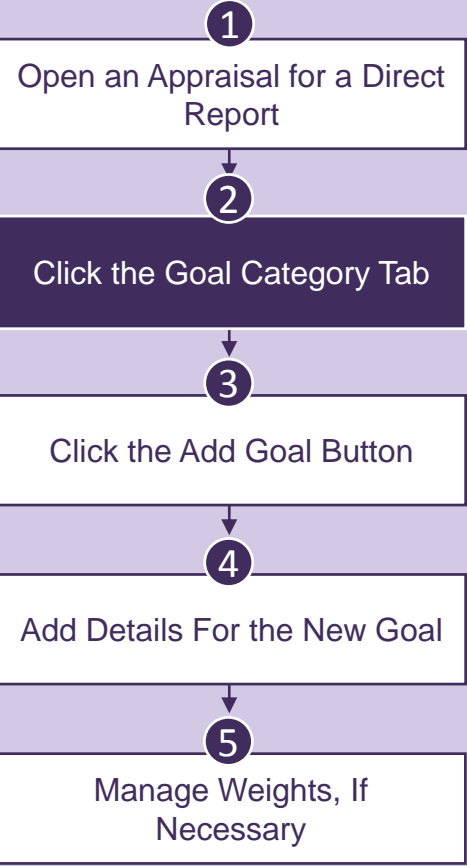 1
Open an Appraisal for a Direct
Report
2
Click the Goal Category Tab
3
Click the Add Goal Button
4
Add Details For the New Goal
5
Manage Weights, If
Necessary